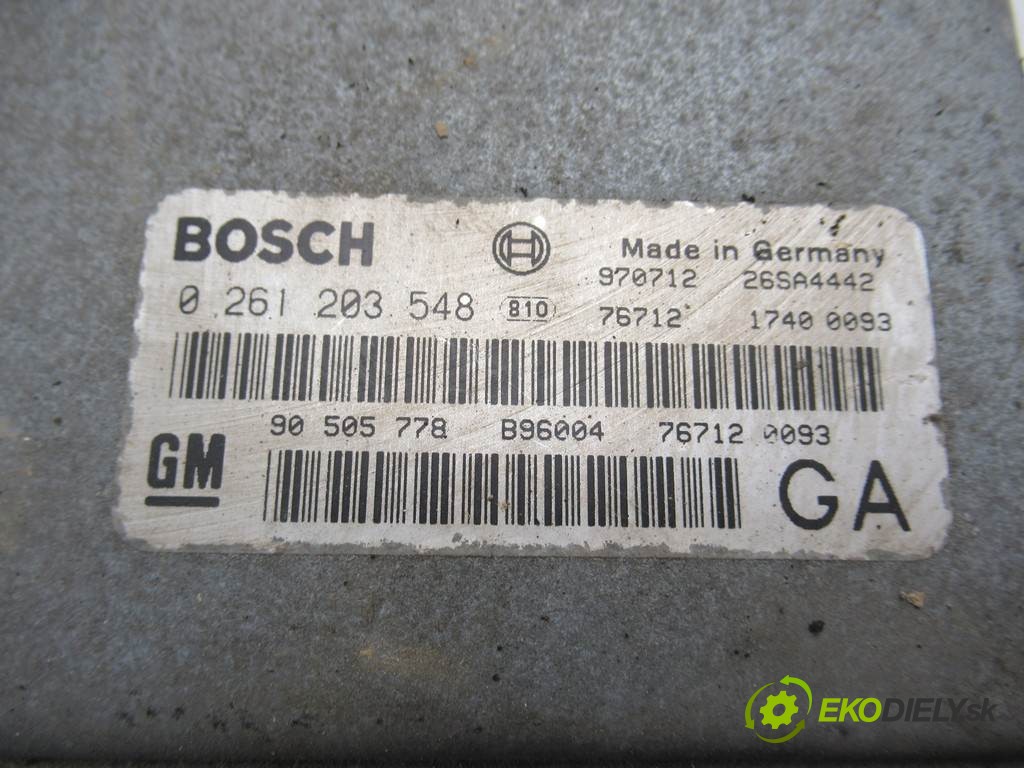 BOSCH Made in Germany
970712 26SA4442
0 261 203 548 810 76712 1740 0093
90 505 778 B96004 76712 0093
GM GA
EKODIELY.sk